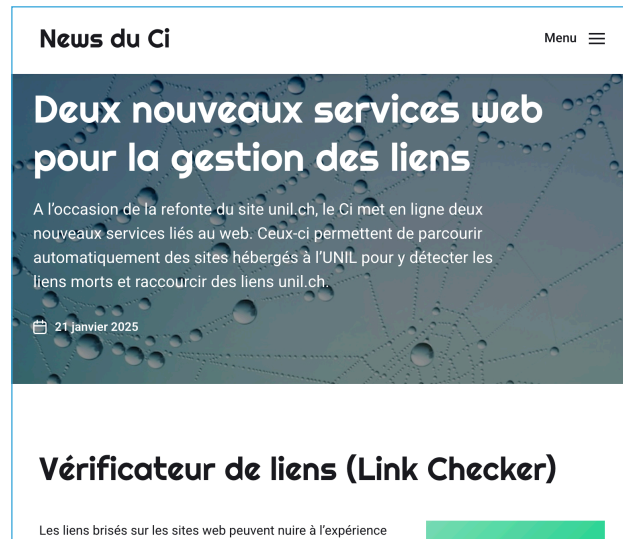 News du Ci
Menu
Deux nouveaux services web
pour la gestion des liens
A l’occasion de la refonte du site unil.ch, le Ci met en ligne deux
nouveaux services liés au web. Ceux-ci permettent de parcourir
automatiquement des sites hébergés à l’UNIL pour y détecter les
liens morts et raccourcir des liens unil.ch.
21 janvier 2025
Vérificateur de liens (Link Checker)
Les liens brisés sur les sites web peuvent nuire à l’expérience